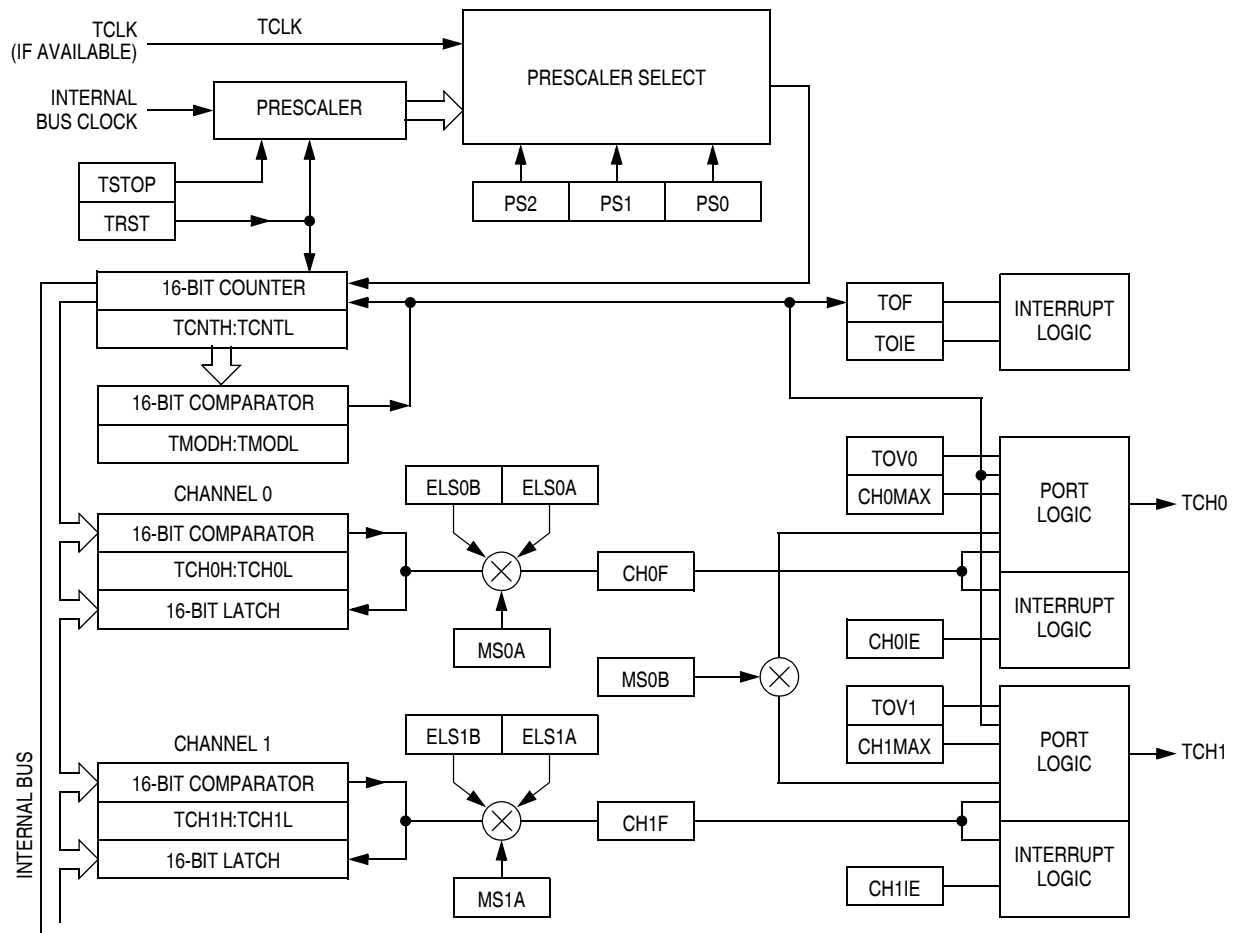 TCLK
(IF AVAILABLE)
TCLK
PRESCALER SELECT
INTERNAL
BUS CLOCK
PRESCALER
TSTOP
TRST
PS2
PS1
PS0
16-BIT COUNTER
TCNTH:TCNTL
16-BIT COMPARATOR
TMODH:TMODL
TOF
TOIE
INTERRUPT
LOGIC
CHANNEL 0
16-BIT COMPARATOR
TCH0H:TCH0L
16-BIT LATCH
ELS0B
ELS0A
MS0A
CH0F
TOV0
CH0MAX
PORT
LOGIC
TCH0
INTERRUPT
LOGIC
CH0IE
MS0B
CHANNEL 1
16-BIT COMPARATOR
TCH1H:TCH1L
16-BIT LATCH
ELS1B
ELS1A
MS1A
CH1F
TOV1
CH1MAX
PORT
LOGIC
TCH1
INTERRUPT
LOGIC
CH1IE
INTERNAL BUS